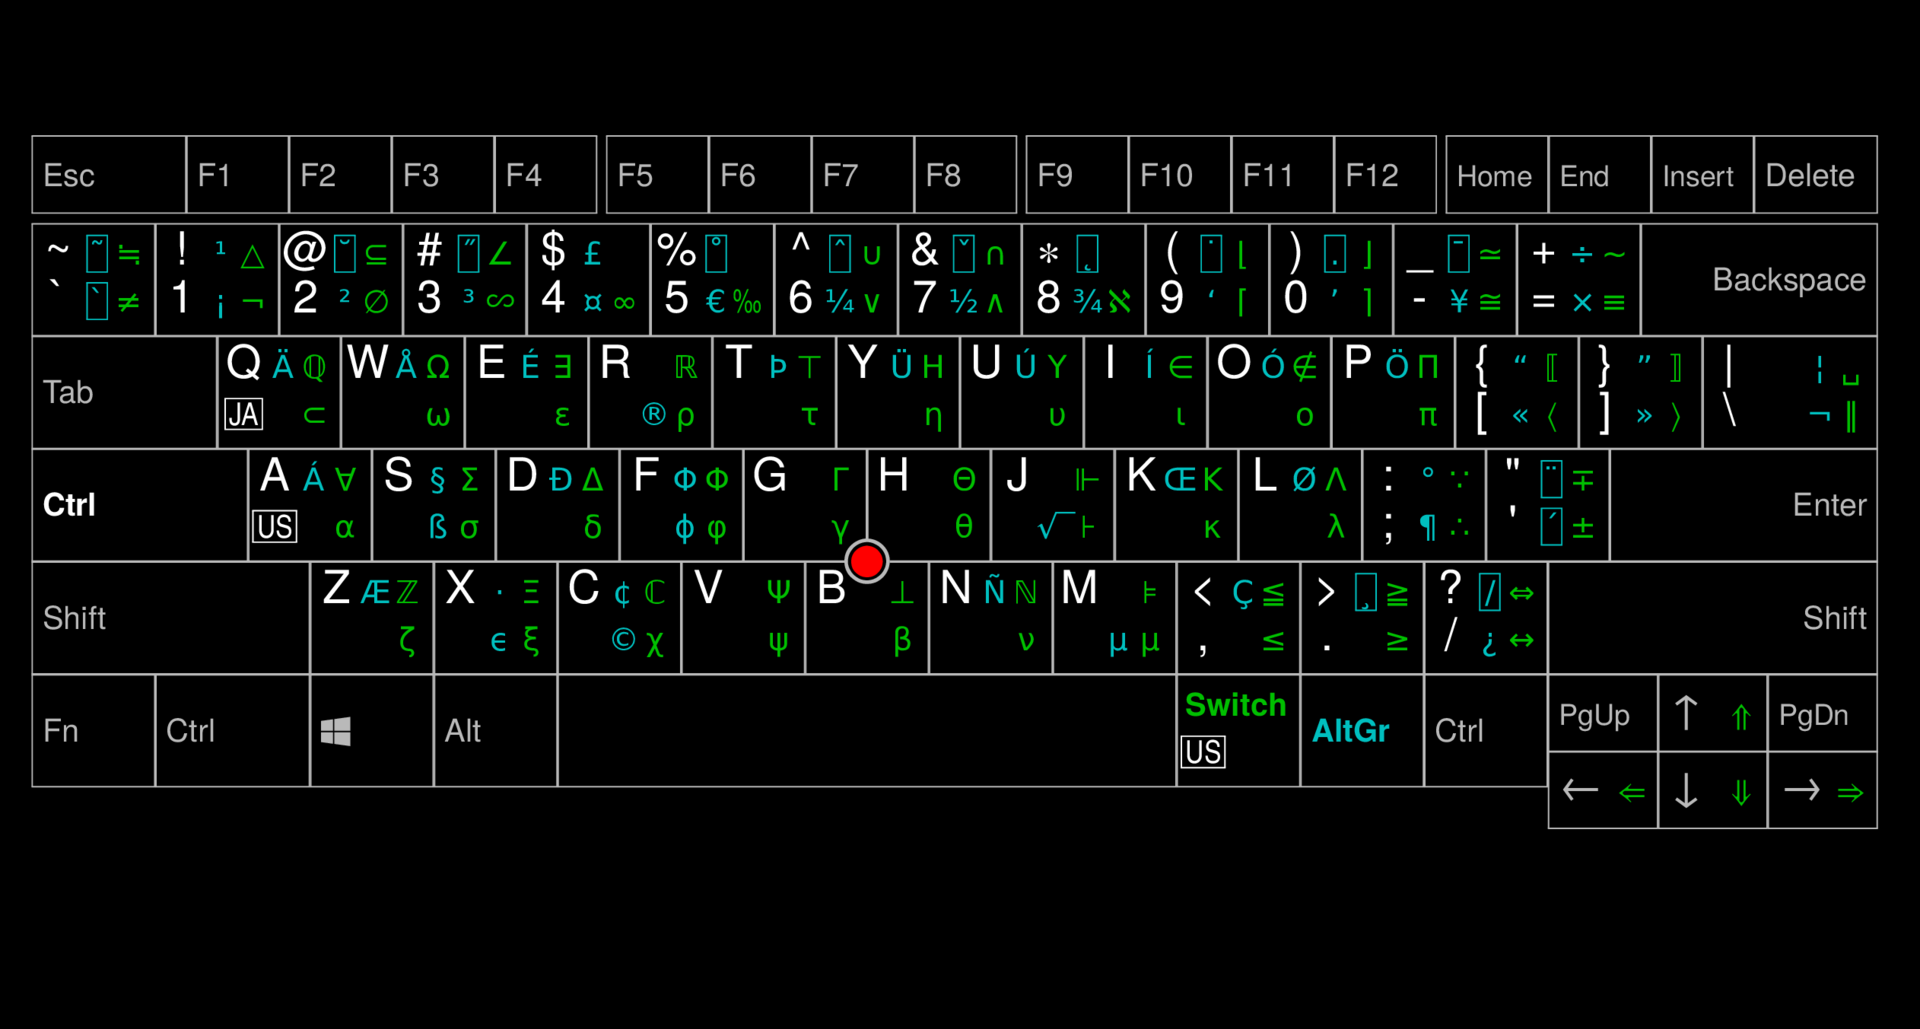 Esc F1 F2 F3 F4 F5 F6 F7 F8 F9 F10 F11 F12 Home End Insert Delete
~ ˜ ≒ ! ¹ △ @ ˘ ⊆ # ˝ ∠ $ £ % ° ^ ˆ ∪ & ˇ ∩ * ˛ ( ˙ ⌊ ) . ⌋ _ ¯ ≃ + ÷ ∼ Backspace
` ` ≠ 1 ¡ ¬ 2 ² ∅ 3 ³ ∽ 4 ¤ ∞ 5 € ‰ 6 ¼ ∨ 7 ½ ∧ 8 ¾ ℵ 9 ‘ ⌈ 0 ’ ⌉ - ¥ ≅ = × ≡
Tab Q Ä ℚ W Å Ω E É ∃ R ℝ T Þ ⊤ Y Ü Η U Ú Υ I Í ∈ O Ó ∉ P Ö Π { “ ⟦ } ” ⟧ | ¦ ␣
JA ⊂ ω ε ® ρ τ η υ ι ο π [ « 〈 ] » 〉 \ ¬ ∥
Ctrl A Á ∀ S § Σ D Ð Δ F Φ Φ G Γ H Θ J ⊩ K Œ Κ L Ø Λ : ° ∵ " ¨ ∓ Enter
US α ß σ δ ϕ φ γ θ √ ⊦ κ λ ; ¶ ∴ ' ´ ±
Shift Z Æ ℤ X · Ξ C ¢ ℂ V Ψ B ⊥ N Ñ ℕ M ⊧ < Ç ≦ > ¸ ≧ ? / ⇔ Shift
ζ ϵ ξ © χ ψ β ν μ μ , ≤ . ≥ / ¿ ⇔
Fn Ctrl Alt Switch AltGr Ctrl PgUp ↑ ⇑ PgDn
US ← ⇐ ↓ ⇓ → ⇒